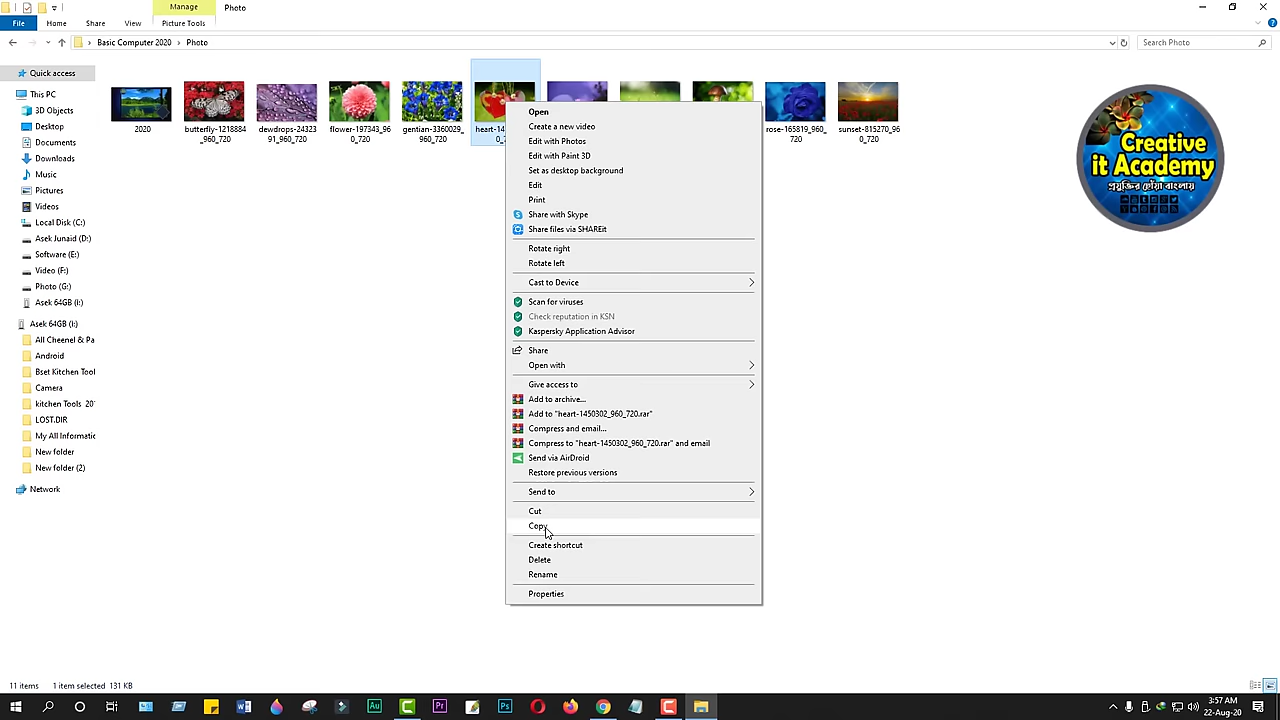 Manage
Photo
File
Home
Share
View
Picture Tools
Basic Computer 2020
Photo
Search Photo
Quick access
This PC
3D Objects
Desktop
Documents
Downloads
Music
Pictures
Videos
Local Disk (C:)
Asek Junaid (D:)
Software (E:)
Video (F:)
Photo (G:)
Asek 64GB (I:)
Asek 64GB (I:)
All Cheenel & Pa
Android
Bset Kitchen Tool
Camera
kitchen Tools 20
LOST.DIR
My All Informatic
New folder
New folder (2)
Network
2020
butterfly-1218884
_960_720
dewdrops-24323
91_960_720
flower-197343_96
0_720
gentian-3360029_
960_720
heart-14
0_7
rose-165819_960_
720
sunset-815270_96
0_720
Open
Create a new video
Edit with Photos
Edit with Paint 3D
Set as desktop background
Edit
Print
Share with Skype
Share files via SHAREit
Rotate right
Rotate left
Cast to Device
Scan for viruses
Check reputation in KSN
Kaspersky Application Advisor
Share
Open with
Give access to
Add to archive...
Add to "heart-1450302_960_720.rar"
Compress and email...
Compress to "heart-1450302_960_720.rar" and email
Send via AirDroid
Restore previous versions
Send to
Cut
Copy
Create shortcut
Delete
Rename
Properties
Creative
it Academy
প্রযুক্তির ছোঁয়া বাংলায়
11 items
1 item selected 131 KB
Au
Pr
Ps
3:57 AM
22-Aug-20